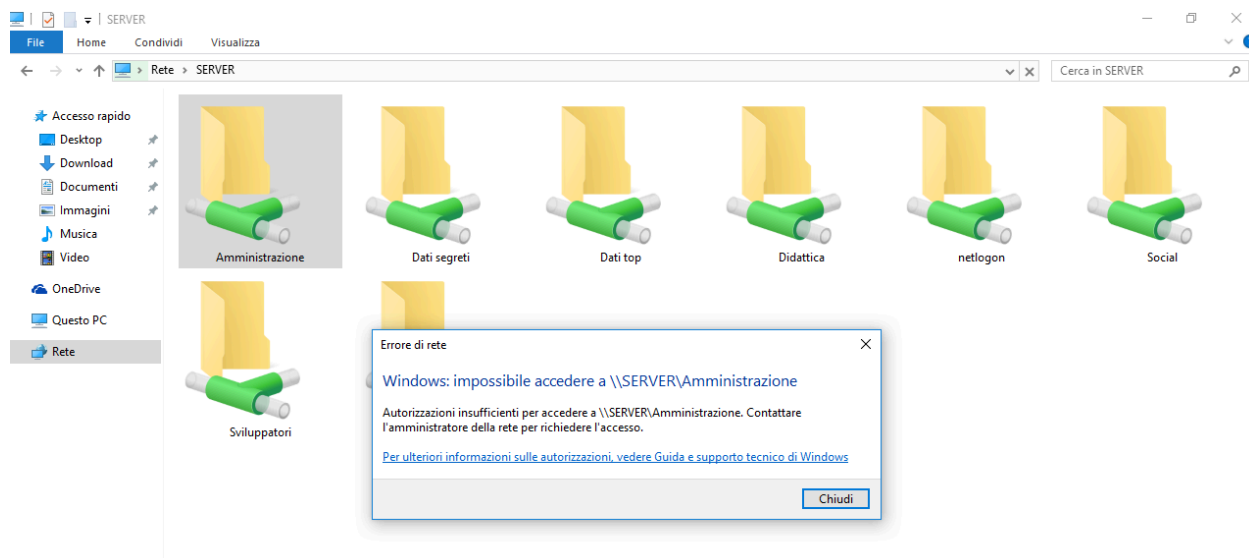 SERVER
File Home Condividi Visualizza
Rete > SERVER
Cerca in SERVER
Accesso rapido
Desktop
Download
Documenti
Immagini
Musica
Video
OneDrive
Questo PC
Rete
Amministrazione
Dati segreti
Dati top
Didattica
netlogon
Social
Sviluppatori
Errore di rete
Windows: impossibile accedere a \\SERVER\Amministrazione
Autorizzazioni insufficienti per accedere a \\SERVER\Amministrazione. Contattare
l'amministratore della rete per richiedere l'accesso.
Per ulteriori informazioni sulle autorizzazioni, vedere Guida e supporto tecnico di Windows
Chiudi